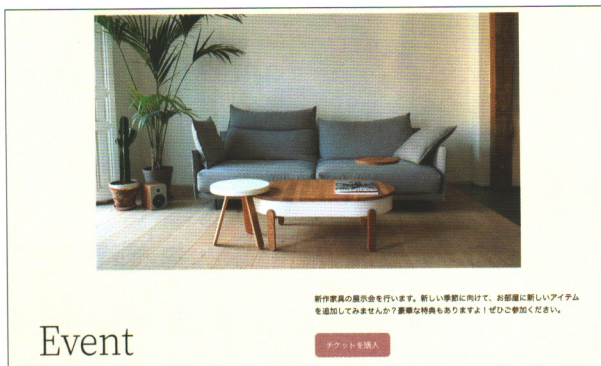 新作家具の展示会を行います。新しい季節に向けて、お部屋に新しいアイテム
を追加してみませんか？豪華な特典もありますよ！ぜひご参加ください。
Event
チケットを購入